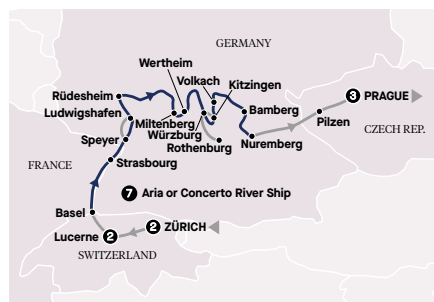 GERMANY
Wertheim
Volkach
Kitzingen
Rüdesheim
Ludwigshafen
Miltenberg
Würzburg
Rothenburg
Bamberg
Nuremberg
3 PRAGUE
Pilzen
CZECH REP.
Speyer
FRANCE
Strasbourg
7 Aria or Concerto River Ship
Basel
Lucerne 2
2 ZÜRICH
SWITZERLAND